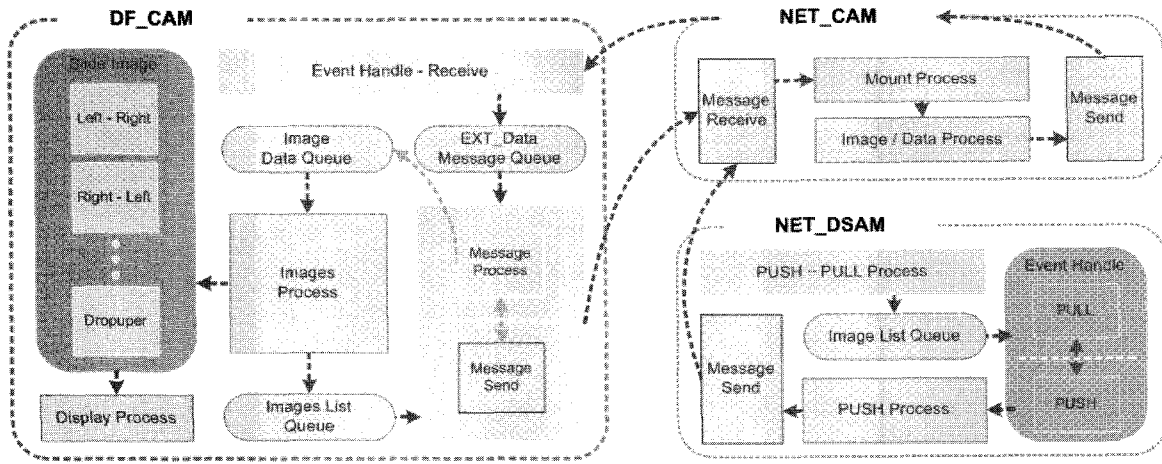 DF_CAM
Slide Image
Left - Right
Right - Left
Dropuper
Display Process
Event Handle - Receive
Image
Data Queue
EXT_Data
Message Queue
Images
Process
Message
Process
Message
Send
Images List
Queue
NET_CAM
Message
Receive
Mount Process
Image / Data Process
Message
Send
NET_DSAM
PUSH - PULL Process
Image List Queue
Message
Send
PUSH Process
Event Handle
PULL
PUSH